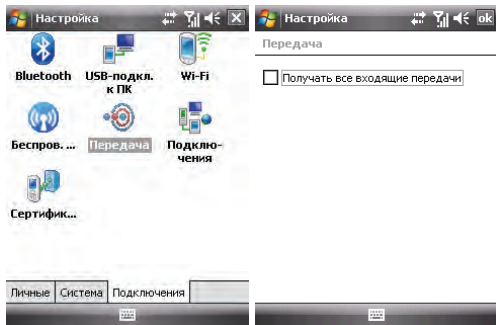 Настройка
Bluetooth
USB-подкл. к ПК
Wi-Fi
Беспров. ...
Передача
Подклю-
чения
Сертифик...
Личные
Система
Подключения
Настройка
ok
Передача
Получать все входящие передачи